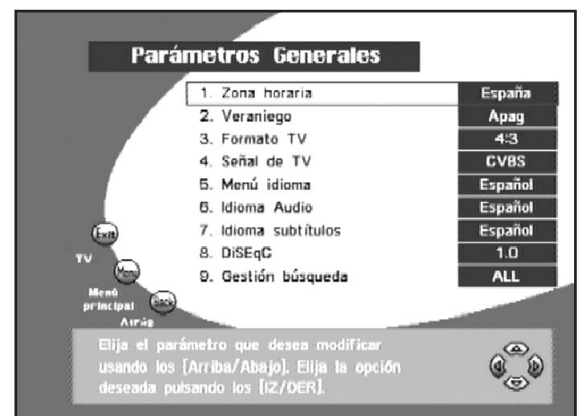 Parámetros Generales
1. Zona horaria España
2. Veraniego Apag
3. Formato TV 4:3
4. Señal de TV CVBS
5. Menú idioma Español
6. Idioma Audio Español
7. Idioma subtítulos Español
8. DiSEqC 1.0
9. Gestión búsqueda ALL
Exit
TV
Menu
Menú
principal
Back
Atrás
Elija el parámetro que desea modificar
usando los [Arriba/Abajo]. Elija la opción
deseada pulsando los [IZ/DER].